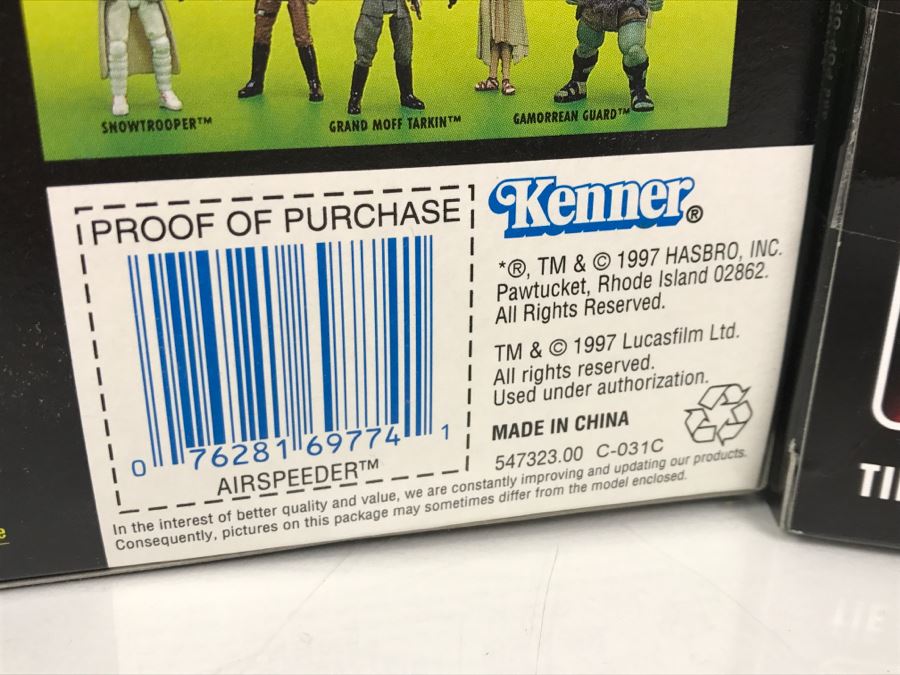 SNOWTROOPER™
GRAND MOFF TARKIN™
GAMORREAN GUARD™
PROOF OF PURCHASE
0 76281 69774 1
AIRSPEEDER™
Kenner®
*®, TM & © 1997 HASBRO, INC.
Pawtucket, Rhode Island 02862.
All Rights Reserved.
TM & © 1997 Lucasfilm Ltd.
All rights reserved.
Used under authorization.
MADE IN CHINA
547323.00 C-031C
In the interest of better quality and value, we are constantly improving and updating our products.
Consequently, pictures on this package may sometimes differ from the model enclosed.